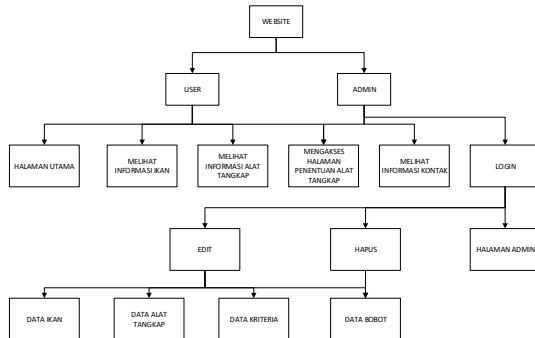 WEBSITE
USER
ADMIN
HALAMAN UTAMA
MELIHAT
INFORMASI IKAN
MELIHAT
INFORMASI ALAT
TANGKAP
MENGAKSES
HALAMAN
PENENTUAN ALAT
TANGKAP
MELIHAT
INFORMASI KONTAK
LOGIN
EDIT
HAPUS
HALAMAN ADMIN
DATA IKAN
DATA ALAT
TANGKAP
DATA KRITERIA
DATA BOBOT